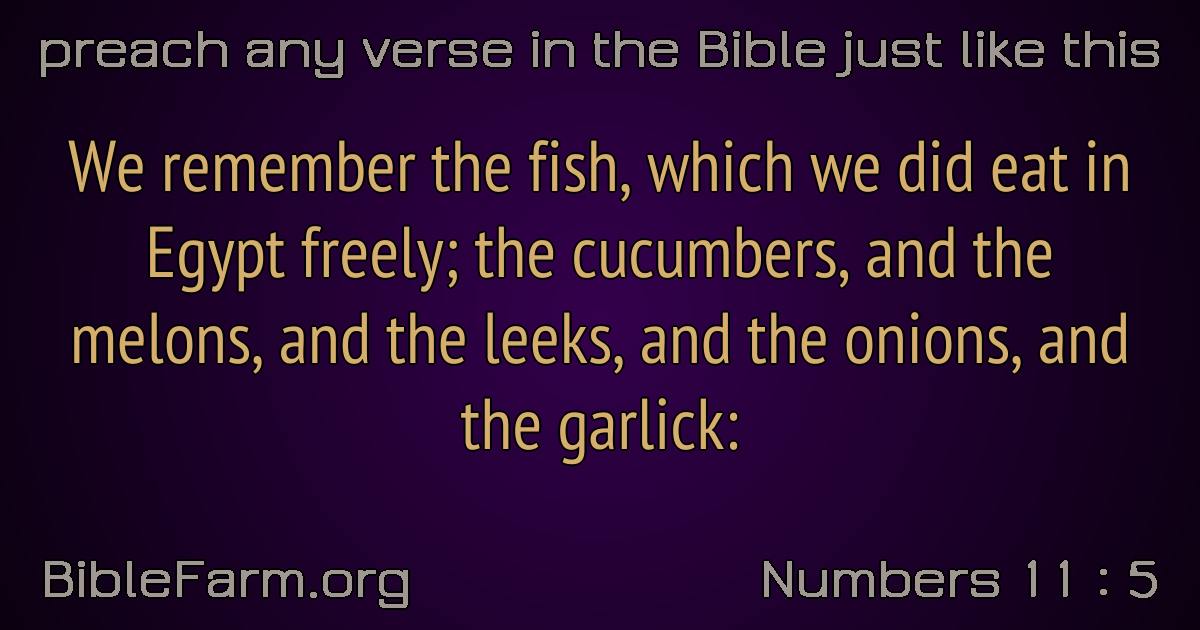 preach any verse in the Bible just like this
We remember the fish, which we did eat in
Egypt freely; the cucumbers, and the
melons, and the leeks, and the onions, and
the garlick:
BibleFarm.org
Numbers 11 : 5